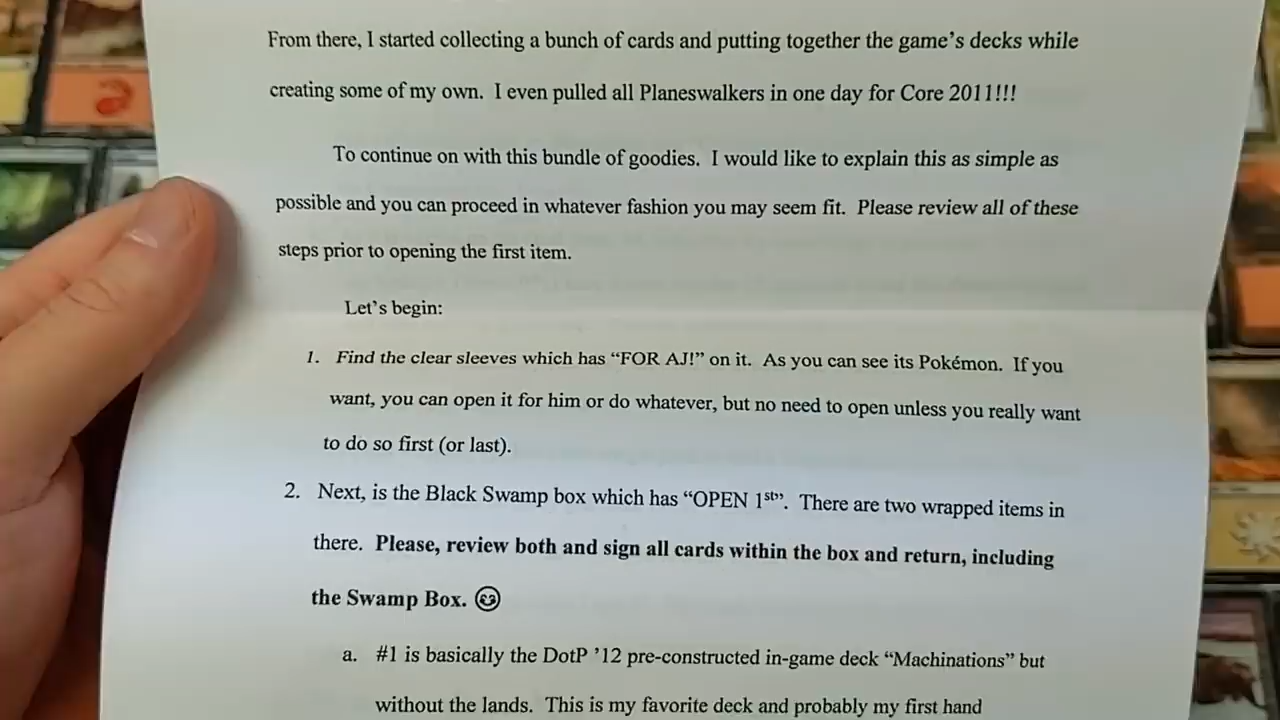 From there, I started collecting a bunch of cards and putting together the game's decks while
creating some of my own. I even pulled all Planeswalkers in one day for Core 2011!!!
To continue on with this bundle of goodies. I would like to explain this as simple as
possible and you can proceed in whatever fashion you may seem fit. Please review all of these
steps prior to opening the first item.
Let's begin:
1. Find the clear sleeves which has “FOR AJ!” on it. As you can see its Pokémon. If you
want, you can open it for him or do whatever, but no need to open unless you really want
to do so first (or last).
2. Next, is the Black Swamp box which has “OPEN 1st”. There are two wrapped items in
there. Please, review both and sign all cards within the box and return, including
the Swamp Box. ☺
a. #1 is basically the DotP ’12 pre-constructed in-game deck “Machinations” but
without the lands. This is my favorite deck and probably my first hand